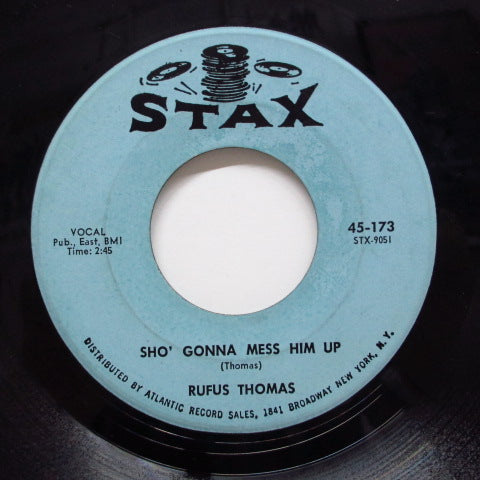 STAX
VOCAL
Pub., East, BMI
Time: 2:45
45-173
STX-9051
SHO' GONNA MESS HIM UP
(Thomas)
RUFUS THOMAS
DISTRIBUTED BY ATLANTIC RECORD SALES, 1841 BROADWAY NEW YORK, N.Y.